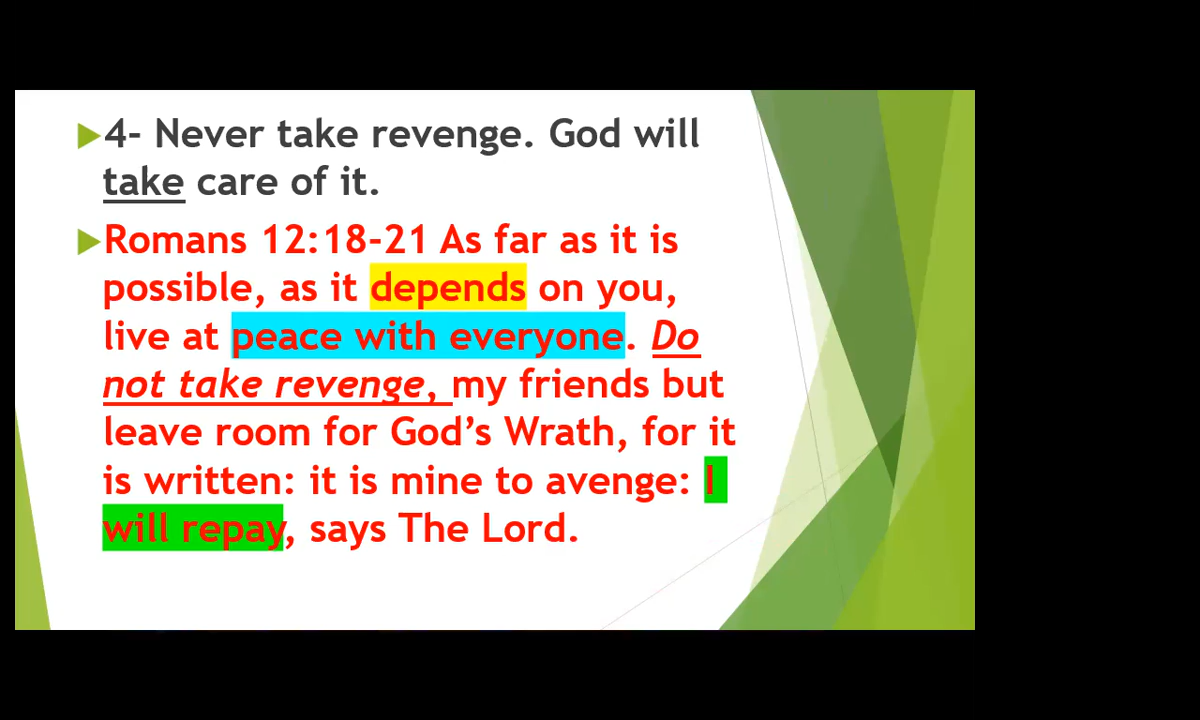 4- Never take revenge. God will
take care of it.
Romans 12:18-21 As far as it is
possible, as it depends on you,
live at peace with everyone. Do
not take revenge, my friends but
leave room for God’s Wrath, for it
is written: it is mine to avenge: I
will repay, says The Lord.